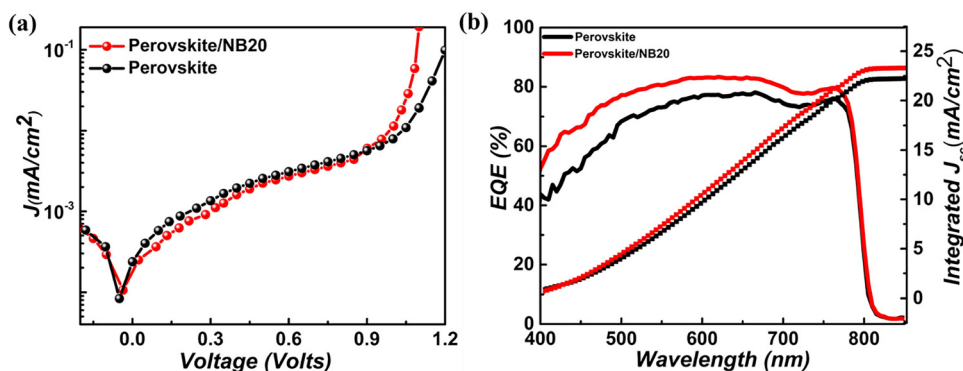 (a)
Perovskite/NB20
Perovskite
J(mA/cm²)
10⁻¹
10⁻³
0.0 0.3 0.6 0.9 1.2
Voltage (Volts)
(b)
Perovskite
Perovskite/NB20
EQE (%)
100
80
60
40
20
0
400 500 600 700 800
Wavelength (nm)
25
20
15
10
5
0
Integrated J_sc(mA/cm²)